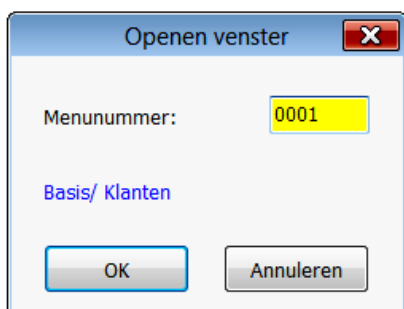 Openen venster
Menunummer: 0001
Basis/ Klanten
OK Annuleren